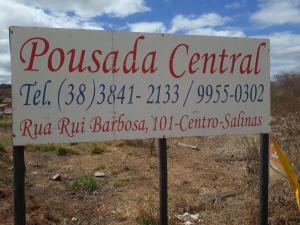 Pousada Central
Tel. (38)3841- 2133 / 9955-0302
Rua Rui Barbosa, 101-Centro-Salinas